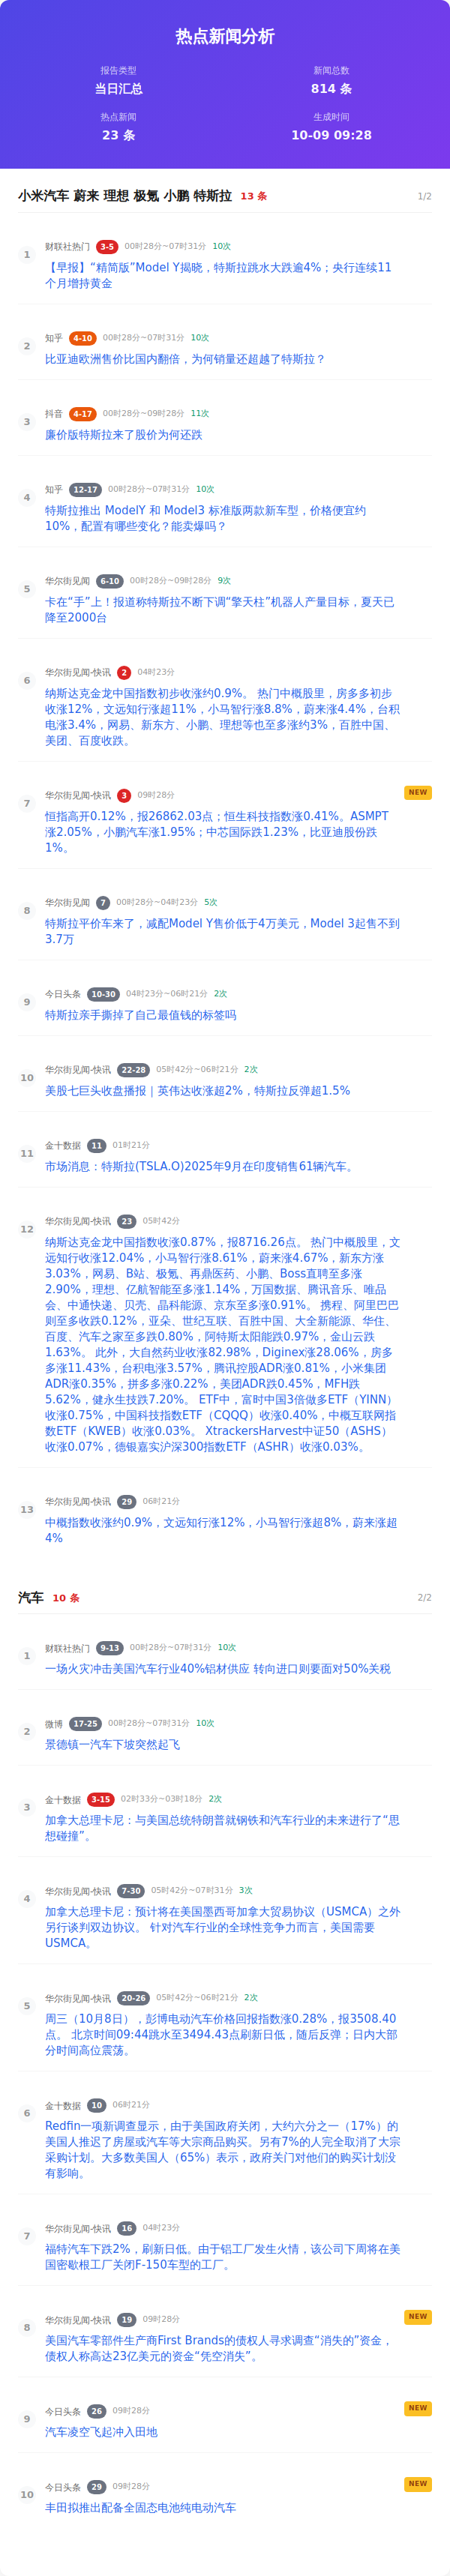 热点新闻分析
报告类型
当日汇总
新闻总数
814 条
热点新闻
23 条
生成时间
10-09 09:28
小米汽车 蔚来 理想 极氪 小鹏 特斯拉 13 条 1/2
1 财联社热门 3-5 00时28分~07时31分 10次
【早报】“精简版”Model Y揭晓，特斯拉跳水大跌逾4%；央行连续11
个月增持黄金
2 知乎 4-10 00时28分~07时31分 10次
比亚迪欧洲售价比国内翻倍，为何销量还超越了特斯拉？
3 抖音 4-17 00时28分~09时28分 11次
廉价版特斯拉来了股价为何还跌
4 知乎 12-17 00时28分~07时31分 10次
特斯拉推出 ModelY 和 Model3 标准版两款新车型，价格便宜约
10%，配置有哪些变化？能卖爆吗？
5 华尔街见闻 6-10 00时28分~09时28分 9次
卡在“手”上！报道称特斯拉不断下调“擎天柱”机器人产量目标，夏天已
降至2000台
6 华尔街见闻-快讯 2 04时23分
纳斯达克金龙中国指数初步收涨约0.9%。 热门中概股里，房多多初步
收涨12%，文远知行涨超11%，小马智行涨8.8%，蔚来涨4.4%，台积
电涨3.4%，网易、新东方、小鹏、理想等也至多涨约3%，百胜中国、
美团、百度收跌。
7 华尔街见闻-快讯 3 09时28分 NEW
恒指高开0.12%，报26862.03点；恒生科技指数涨0.41%。ASMPT
涨2.05%，小鹏汽车涨1.95%；中芯国际跌1.23%，比亚迪股份跌
1%。
8 华尔街见闻 7 00时28分~04时23分 5次
特斯拉平价车来了，减配Model Y售价低于4万美元，Model 3起售不到
3.7万
9 今日头条 10-30 04时23分~06时21分 2次
特斯拉亲手撕掉了自己最值钱的标签吗
10 华尔街见闻-快讯 22-28 05时42分~06时21分 2次
美股七巨头收盘播报｜英伟达收涨超2%，特斯拉反弹超1.5%
11 金十数据 11 01时21分
市场消息：特斯拉(TSLA.O)2025年9月在印度销售61辆汽车。
12 华尔街见闻-快讯 23 05时42分
纳斯达克金龙中国指数收涨0.87%，报8716.26点。 热门中概股里，文
远知行收涨12.04%，小马智行涨8.61%，蔚来涨4.67%，新东方涨
3.03%，网易、B站、极氪、再鼎医药、小鹏、Boss直聘至多涨
2.90%，理想、亿航智能至多涨1.14%，万国数据、腾讯音乐、唯品
会、中通快递、贝壳、晶科能源、京东至多涨0.91%。 携程、阿里巴巴
则至多收跌0.12%，亚朵、世纪互联、百胜中国、大全新能源、华住、
百度、汽车之家至多跌0.80%，阿特斯太阳能跌0.97%，金山云跌
1.63%。 此外，大自然药业收涨82.98%，Diginex涨28.06%，房多
多涨11.43%，台积电涨3.57%，腾讯控股ADR涨0.81%，小米集团
ADR涨0.35%，拼多多涨0.22%，美团ADR跌0.45%，MFH跌
5.62%，健永生技跌7.20%。 ETF中，富时中国3倍做多ETF（YINN）
收涨0.75%，中国科技指数ETF（CQQQ）收涨0.40%，中概互联网指
数ETF（KWEB）收涨0.03%。 XtrackersHarvest中证50（ASHS）
收涨0.07%，德银嘉实沪深300指数ETF（ASHR）收涨0.03%。
13 华尔街见闻-快讯 29 06时21分
中概指数收涨约0.9%，文远知行涨12%，小马智行涨超8%，蔚来涨超
4%
汽车 10 条 2/2
1 财联社热门 9-13 00时28分~07时31分 10次
一场火灾冲击美国汽车行业40%铝材供应 转向进口则要面对50%关税
2 微博 17-25 00时28分~07时31分 10次
景德镇一汽车下坡突然起飞
3 金十数据 3-15 02时33分~03时18分 2次
加拿大总理卡尼：与美国总统特朗普就钢铁和汽车行业的未来进行了“思
想碰撞”。
4 华尔街见闻-快讯 7-30 05时42分~07时31分 3次
加拿大总理卡尼：预计将在美国墨西哥加拿大贸易协议（USMCA）之外
另行谈判双边协议。 针对汽车行业的全球性竞争力而言，美国需要
USMCA。
5 华尔街见闻-快讯 20-26 05时42分~06时21分 2次
周三（10月8日），彭博电动汽车价格回报指数涨0.28%，报3508.40
点。 北京时间09:44跳水至3494.43点刷新日低，随后反弹；日内大部
分时间高位震荡。
6 金十数据 10 06时21分
Redfin一项新调查显示，由于美国政府关闭，大约六分之一（17%）的
美国人推迟了房屋或汽车等大宗商品购买。另有7%的人完全取消了大宗
采购计划。大多数美国人（65%）表示，政府关门对他们的购买计划没
有影响。
7 华尔街见闻-快讯 16 04时23分
福特汽车下跌2%，刷新日低。由于铝工厂发生火情，该公司下周将在美
国密歇根工厂关闭F-150车型的工厂。
8 华尔街见闻-快讯 19 09时28分 NEW
美国汽车零部件生产商First Brands的债权人寻求调查“消失的”资金，
债权人称高达23亿美元的资金“凭空消失”。
9 今日头条 26 09时28分 NEW
汽车凌空飞起冲入田地
10 今日头条 29 09时28分 NEW
丰田拟推出配备全固态电池纯电动汽车